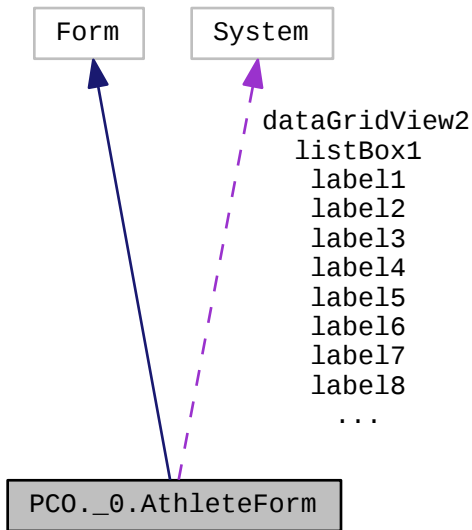 Form
System
dataGridView2
listBox1
label1
label2
label3
label4
label5
label6
label7
label8
...
PCO._0.AthleteForm